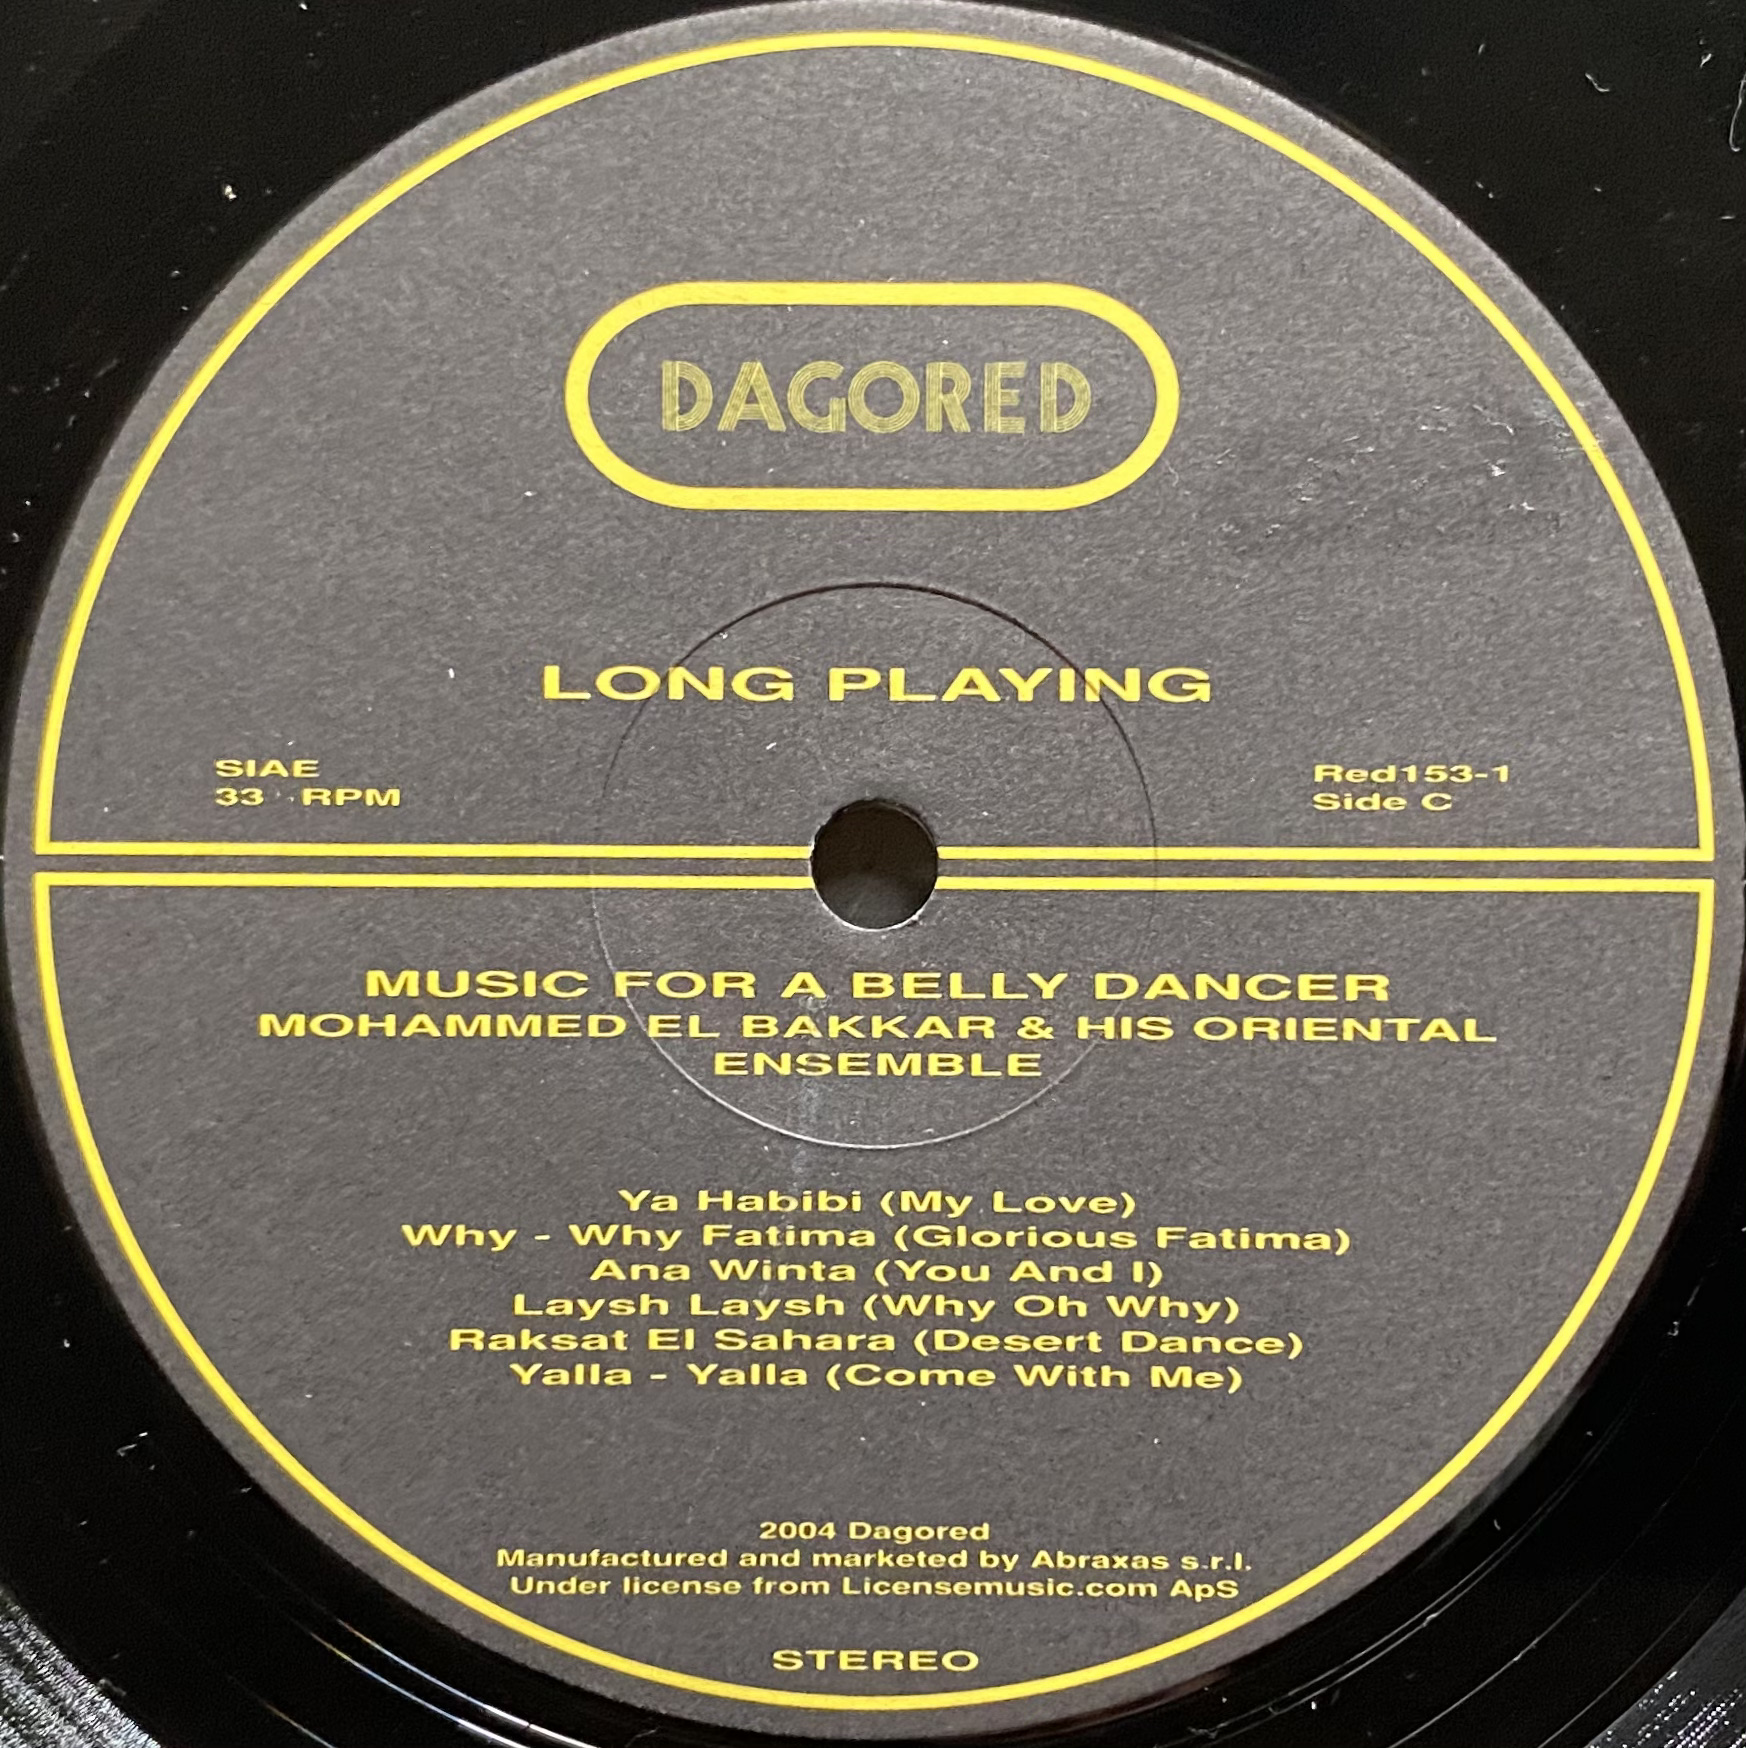 DAGORED
LONG PLAYING
SIAE
33 RPM
Red153-1
Side C
MUSIC FOR A BELLY DANCER
MOHAMMED EL BAKKAR & HIS ORIENTAL
ENSEMBLE
Ya Habibi (My Love)
Why - Why Fatima (Glorious Fatima)
Ana Winta (You And I)
Laysh Laysh (Why Oh Why)
Raksat El Sahara (Desert Dance)
Yalla - Yalla (Come With Me)
2004 Dagored
Manufactured and marketed by Abraxas s.r.l.
Under license from Licensemusic.com ApS
STEREO